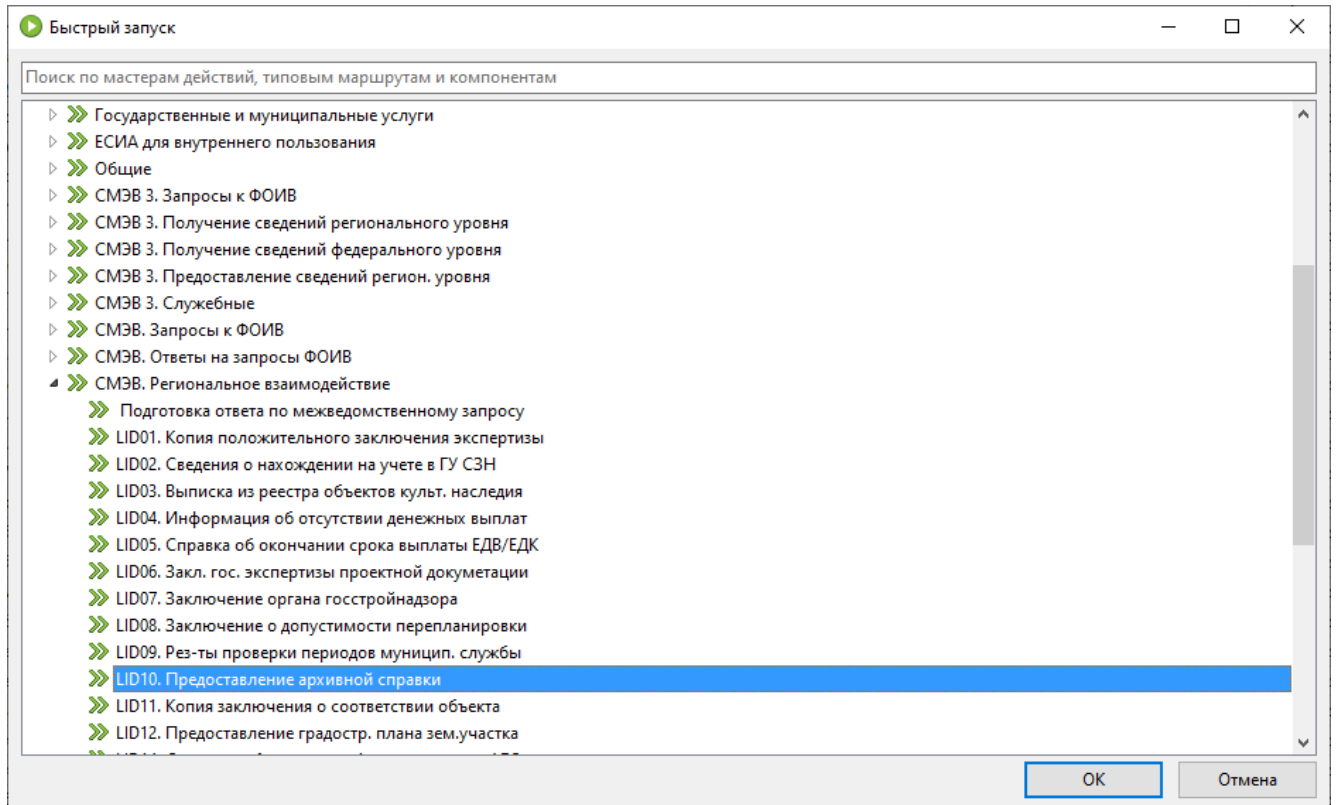 Быстрый запуск
Поиск по мастерам действий, типовым маршрутам и компонентам
Государственные и муниципальные услуги
ЕСИА для внутреннего пользования
Общие
СМЭВ 3. Запросы к ФОИВ
СМЭВ 3. Получение сведений регионального уровня
СМЭВ 3. Получение сведений федерального уровня
СМЭВ 3. Предоставление сведений регион. уровня
СМЭВ 3. Служебные
СМЭВ. Запросы к ФОИВ
СМЭВ. Ответы на запросы ФОИВ
СМЭВ. Региональное взаимодействие
Подготовка ответа по межведомственному запросу
LID01. Копия положительного заключения экспертизы
LID02. Сведения о нахождении на учете в ГУ СЗН
LID03. Выписка из реестра объектов культ. наследия
LID04. Информация об отсутствии денежных выплат
LID05. Справка об окончании срока выплаты ЕДВ/ЕДК
LID06. Закл. гос. экспертизы проектной докуметации
LID07. Заключение органа госстройнадзора
LID08. Заключение о допустимости перепланировки
LID09. Рез-ты проверки периодов муницип. службы
LID10. Предоставление архивной справки
LID11. Копия заключения о соответствии объекта
LID12. Предоставление градостр. плана зем.участка
ОК Отмена